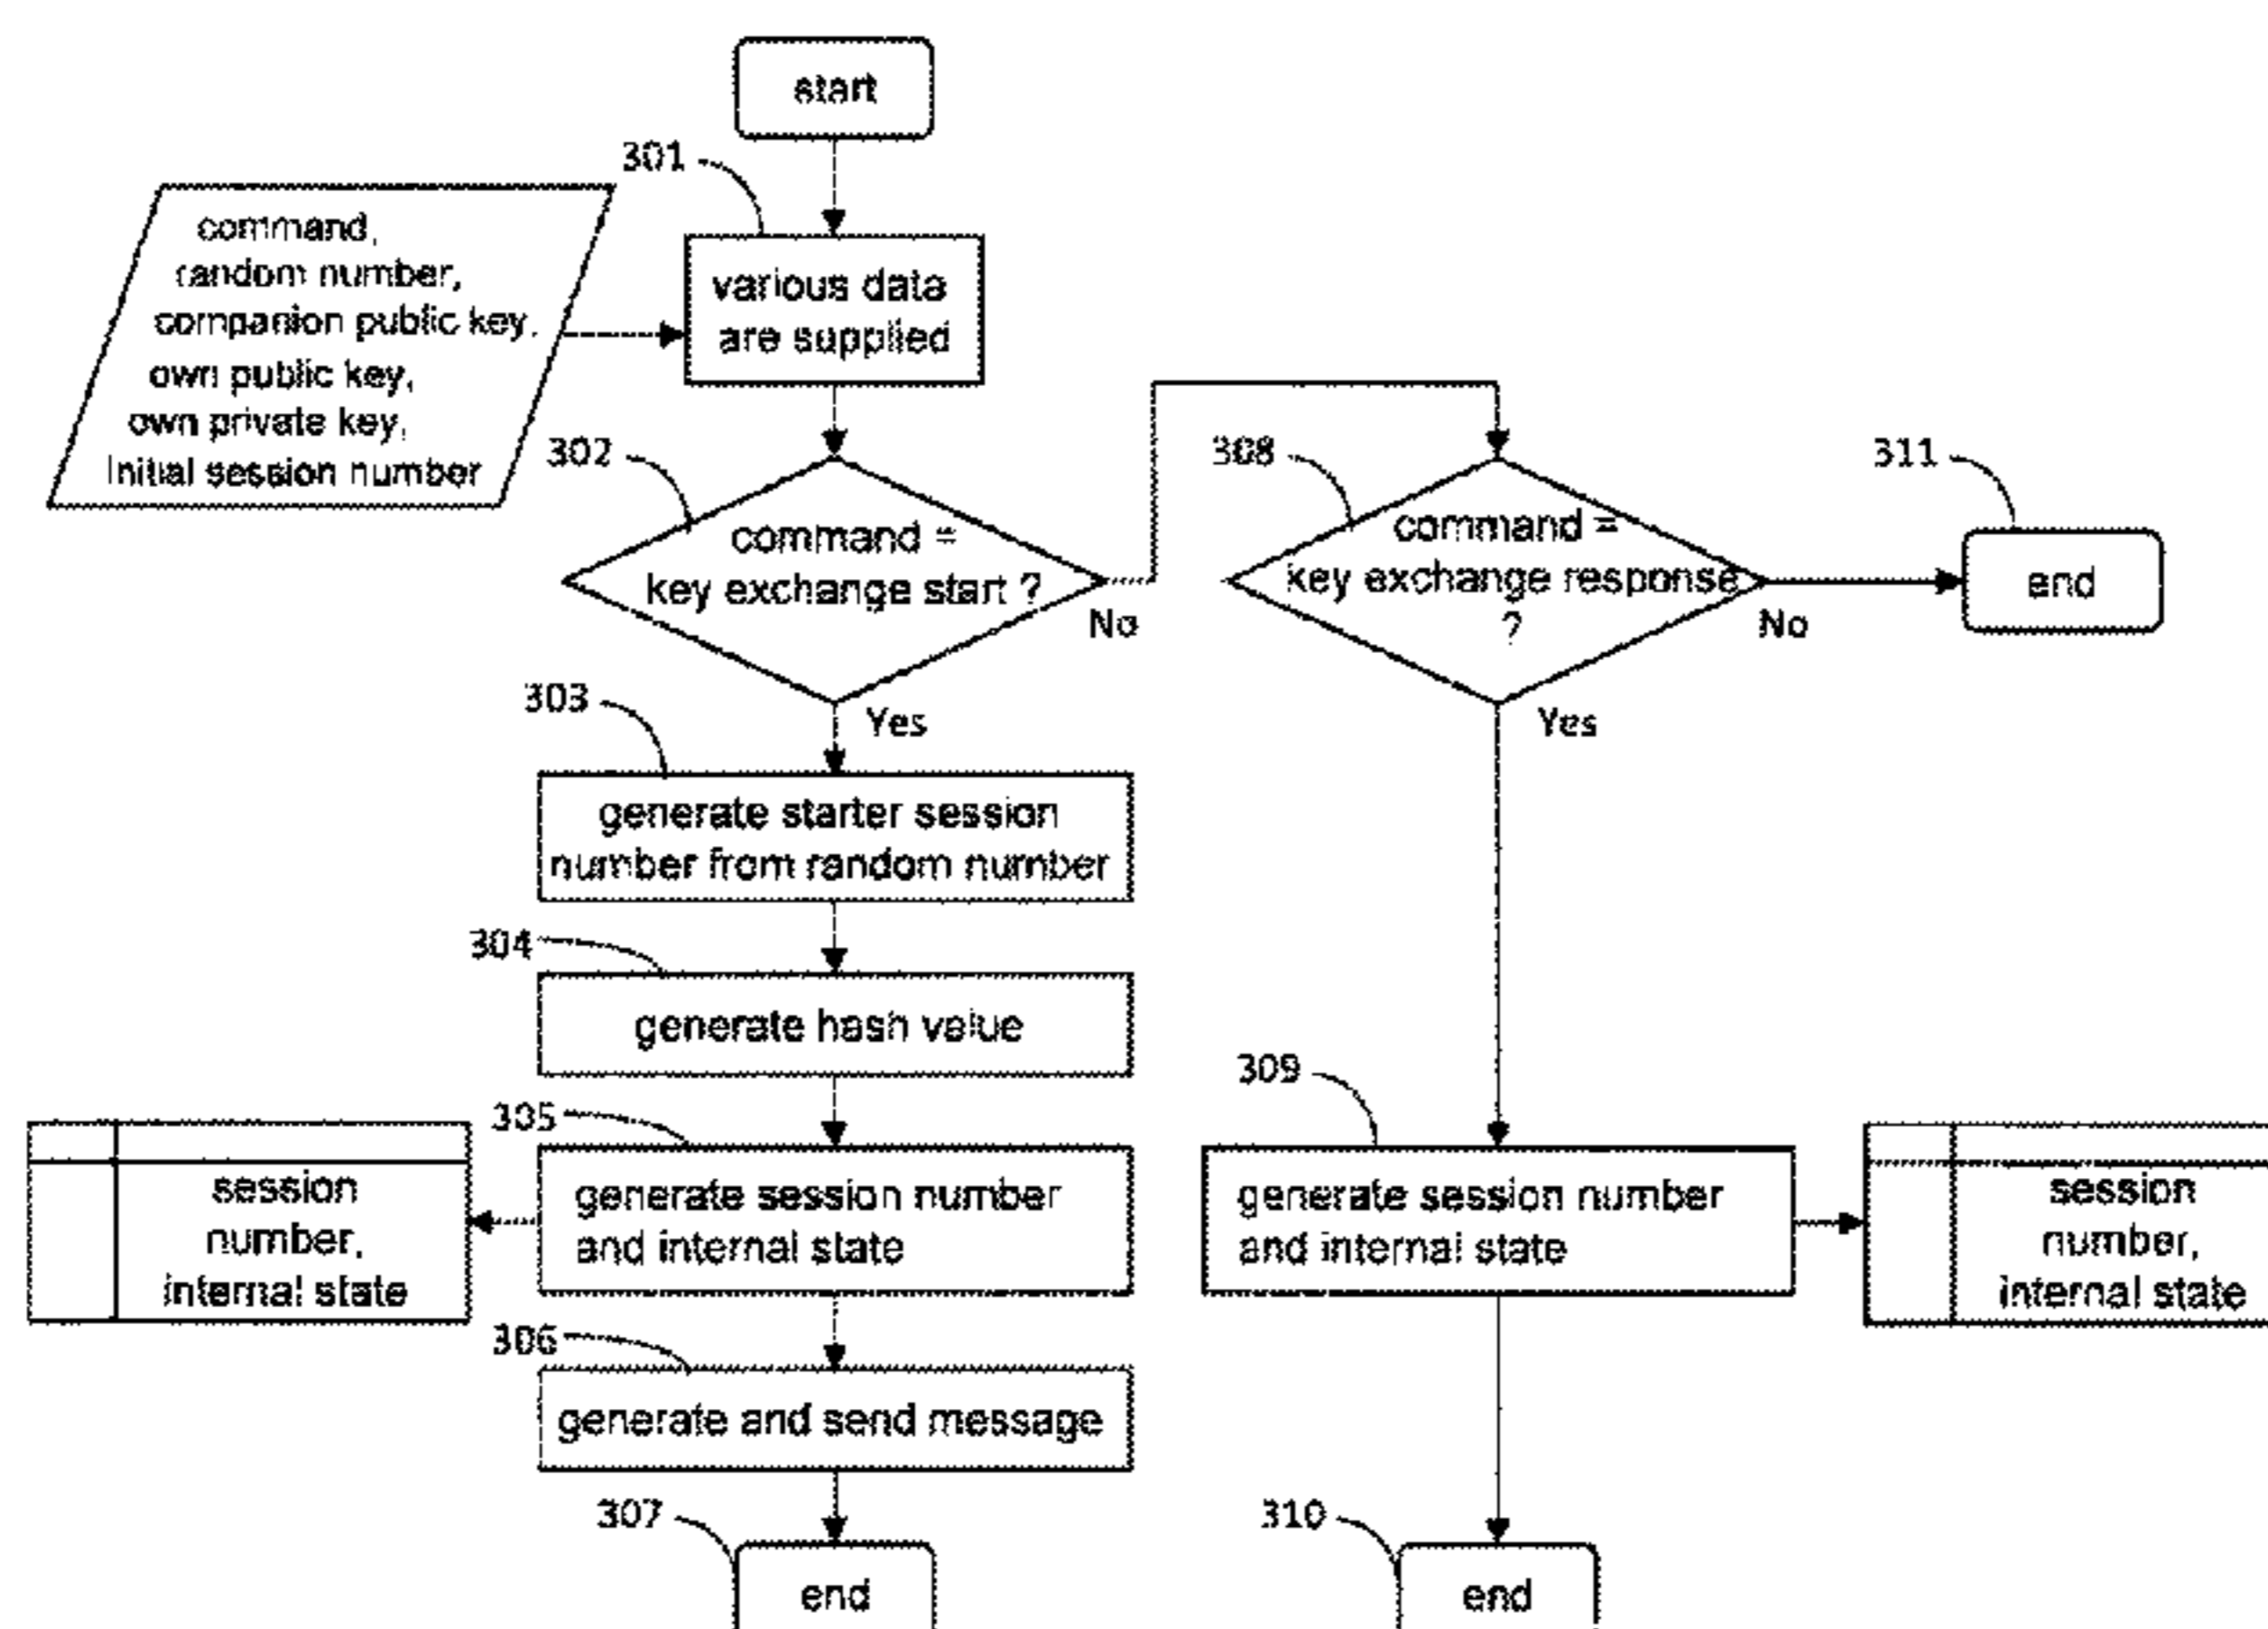 start
301
command,
random number,
companion public key,
own public key,
own private key,
Initial session number
various data
are supplied
302
command =
key exchange start ?
No
Yes
308
command =
key exchange response
?
No
Yes
311
end
303
generate starter session
number from random number
304
generate hash value
305
generate session number
and internal state
session
number,
internal state
306
generate and send message
307
end
309
generate session number
and internal state
session
number,
internal state
310
end